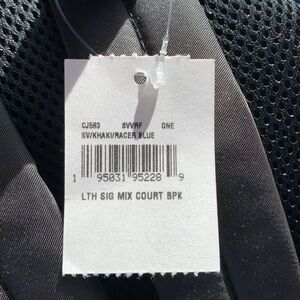 CJ593 SVVRF ONE
SV/KHAKI/RACER BLUE
1 95031 95228 9
LTH SIG MIX COURT BPK